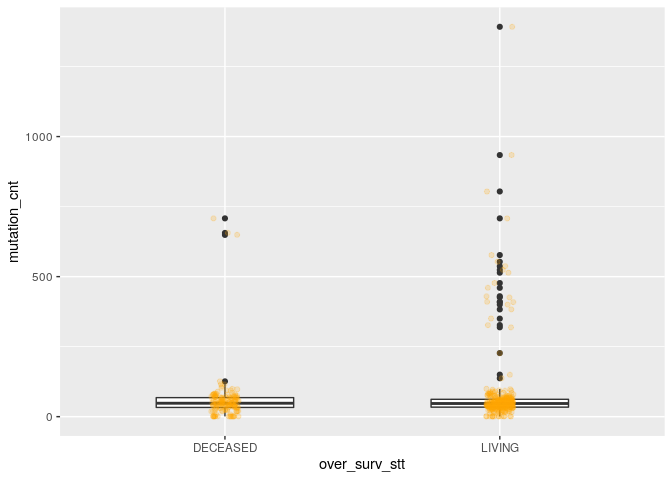 1000
500
0
mutation_cnt
DECEASED
LIVING
over_surv_stt